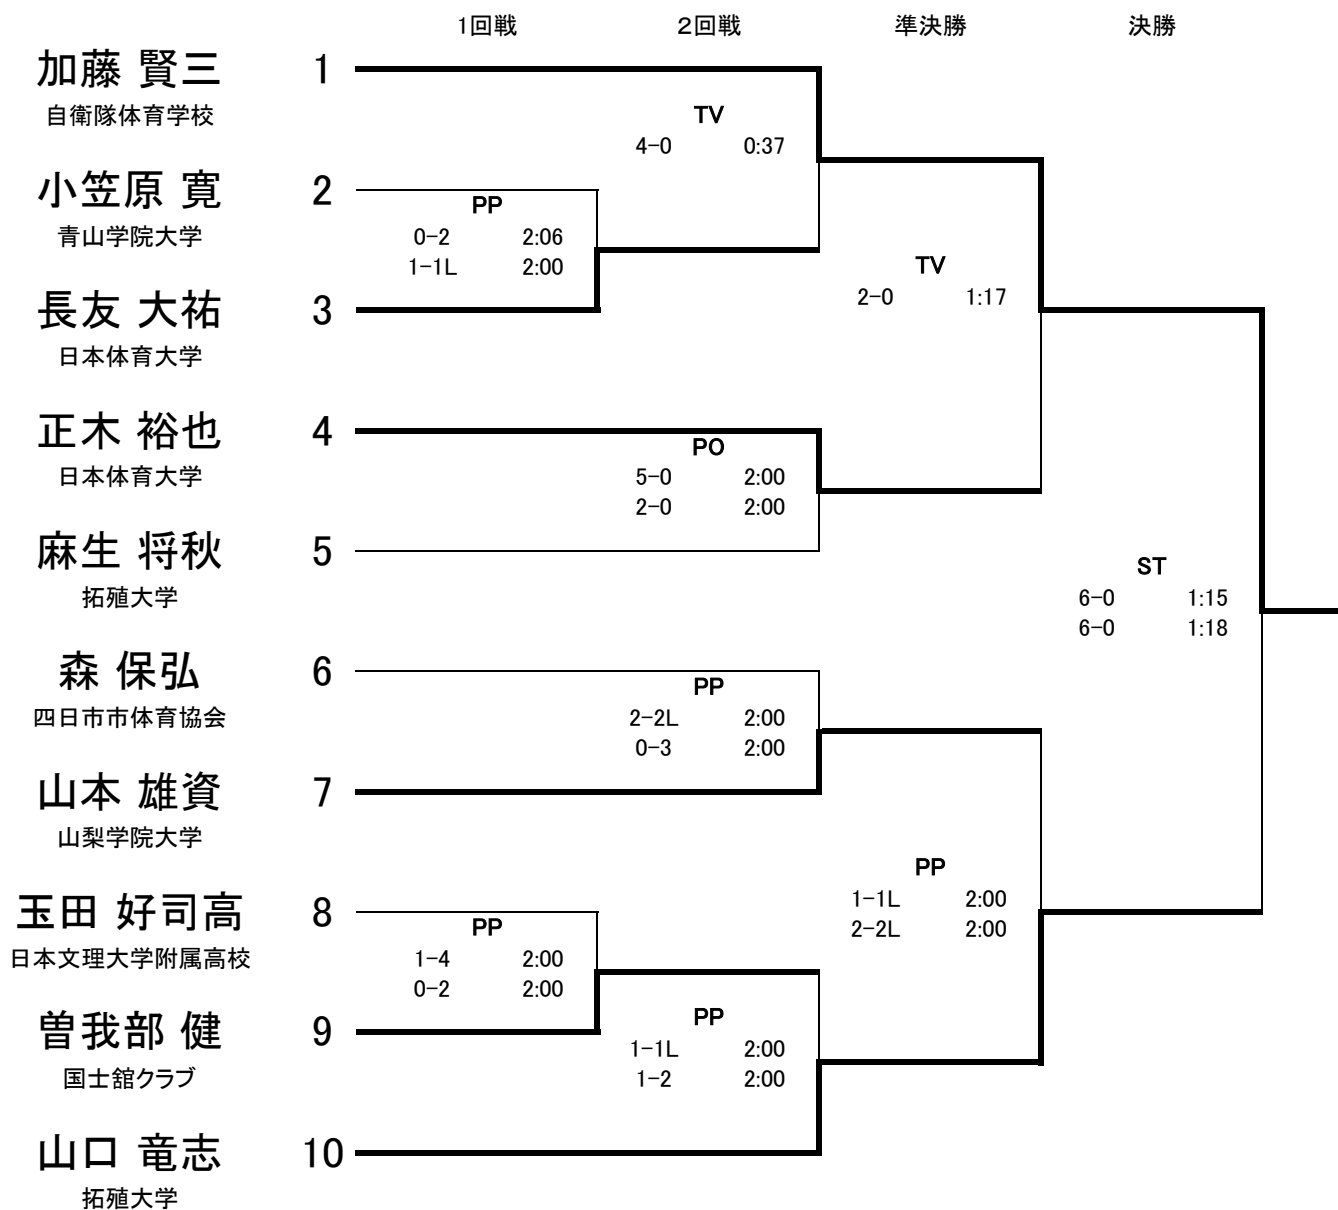 1回戦 2回戦 準決勝 決勝
加藤 賢三 1
自衛隊体育学校
TV
4-0 0:37
小笠原 寛 2
青山学院大学
PP
0-2 2:06
1-1L 2:00
長友 大祐 3
日本体育大学
TV
2-0 1:17
正木 裕也 4
日本体育大学
PO
5-0 2:00
2-0 2:00
麻生 将秋 5
拓殖大学
ST
6-0 1:15
6-0 1:18
森 保弘 6
四日市市体育協会
PP
2-2L 2:00
0-3 2:00
山本 雄資 7
山梨学院大学
PP
1-1L 2:00
2-2L 2:00
玉田 好司高 8
日本文理大学附属高校
PP
1-4 2:00
0-2 2:00
曽我部 健 9
国士舘クラブ
PP
1-1L 2:00
1-2 2:00
山口 竜志 10
拓殖大学